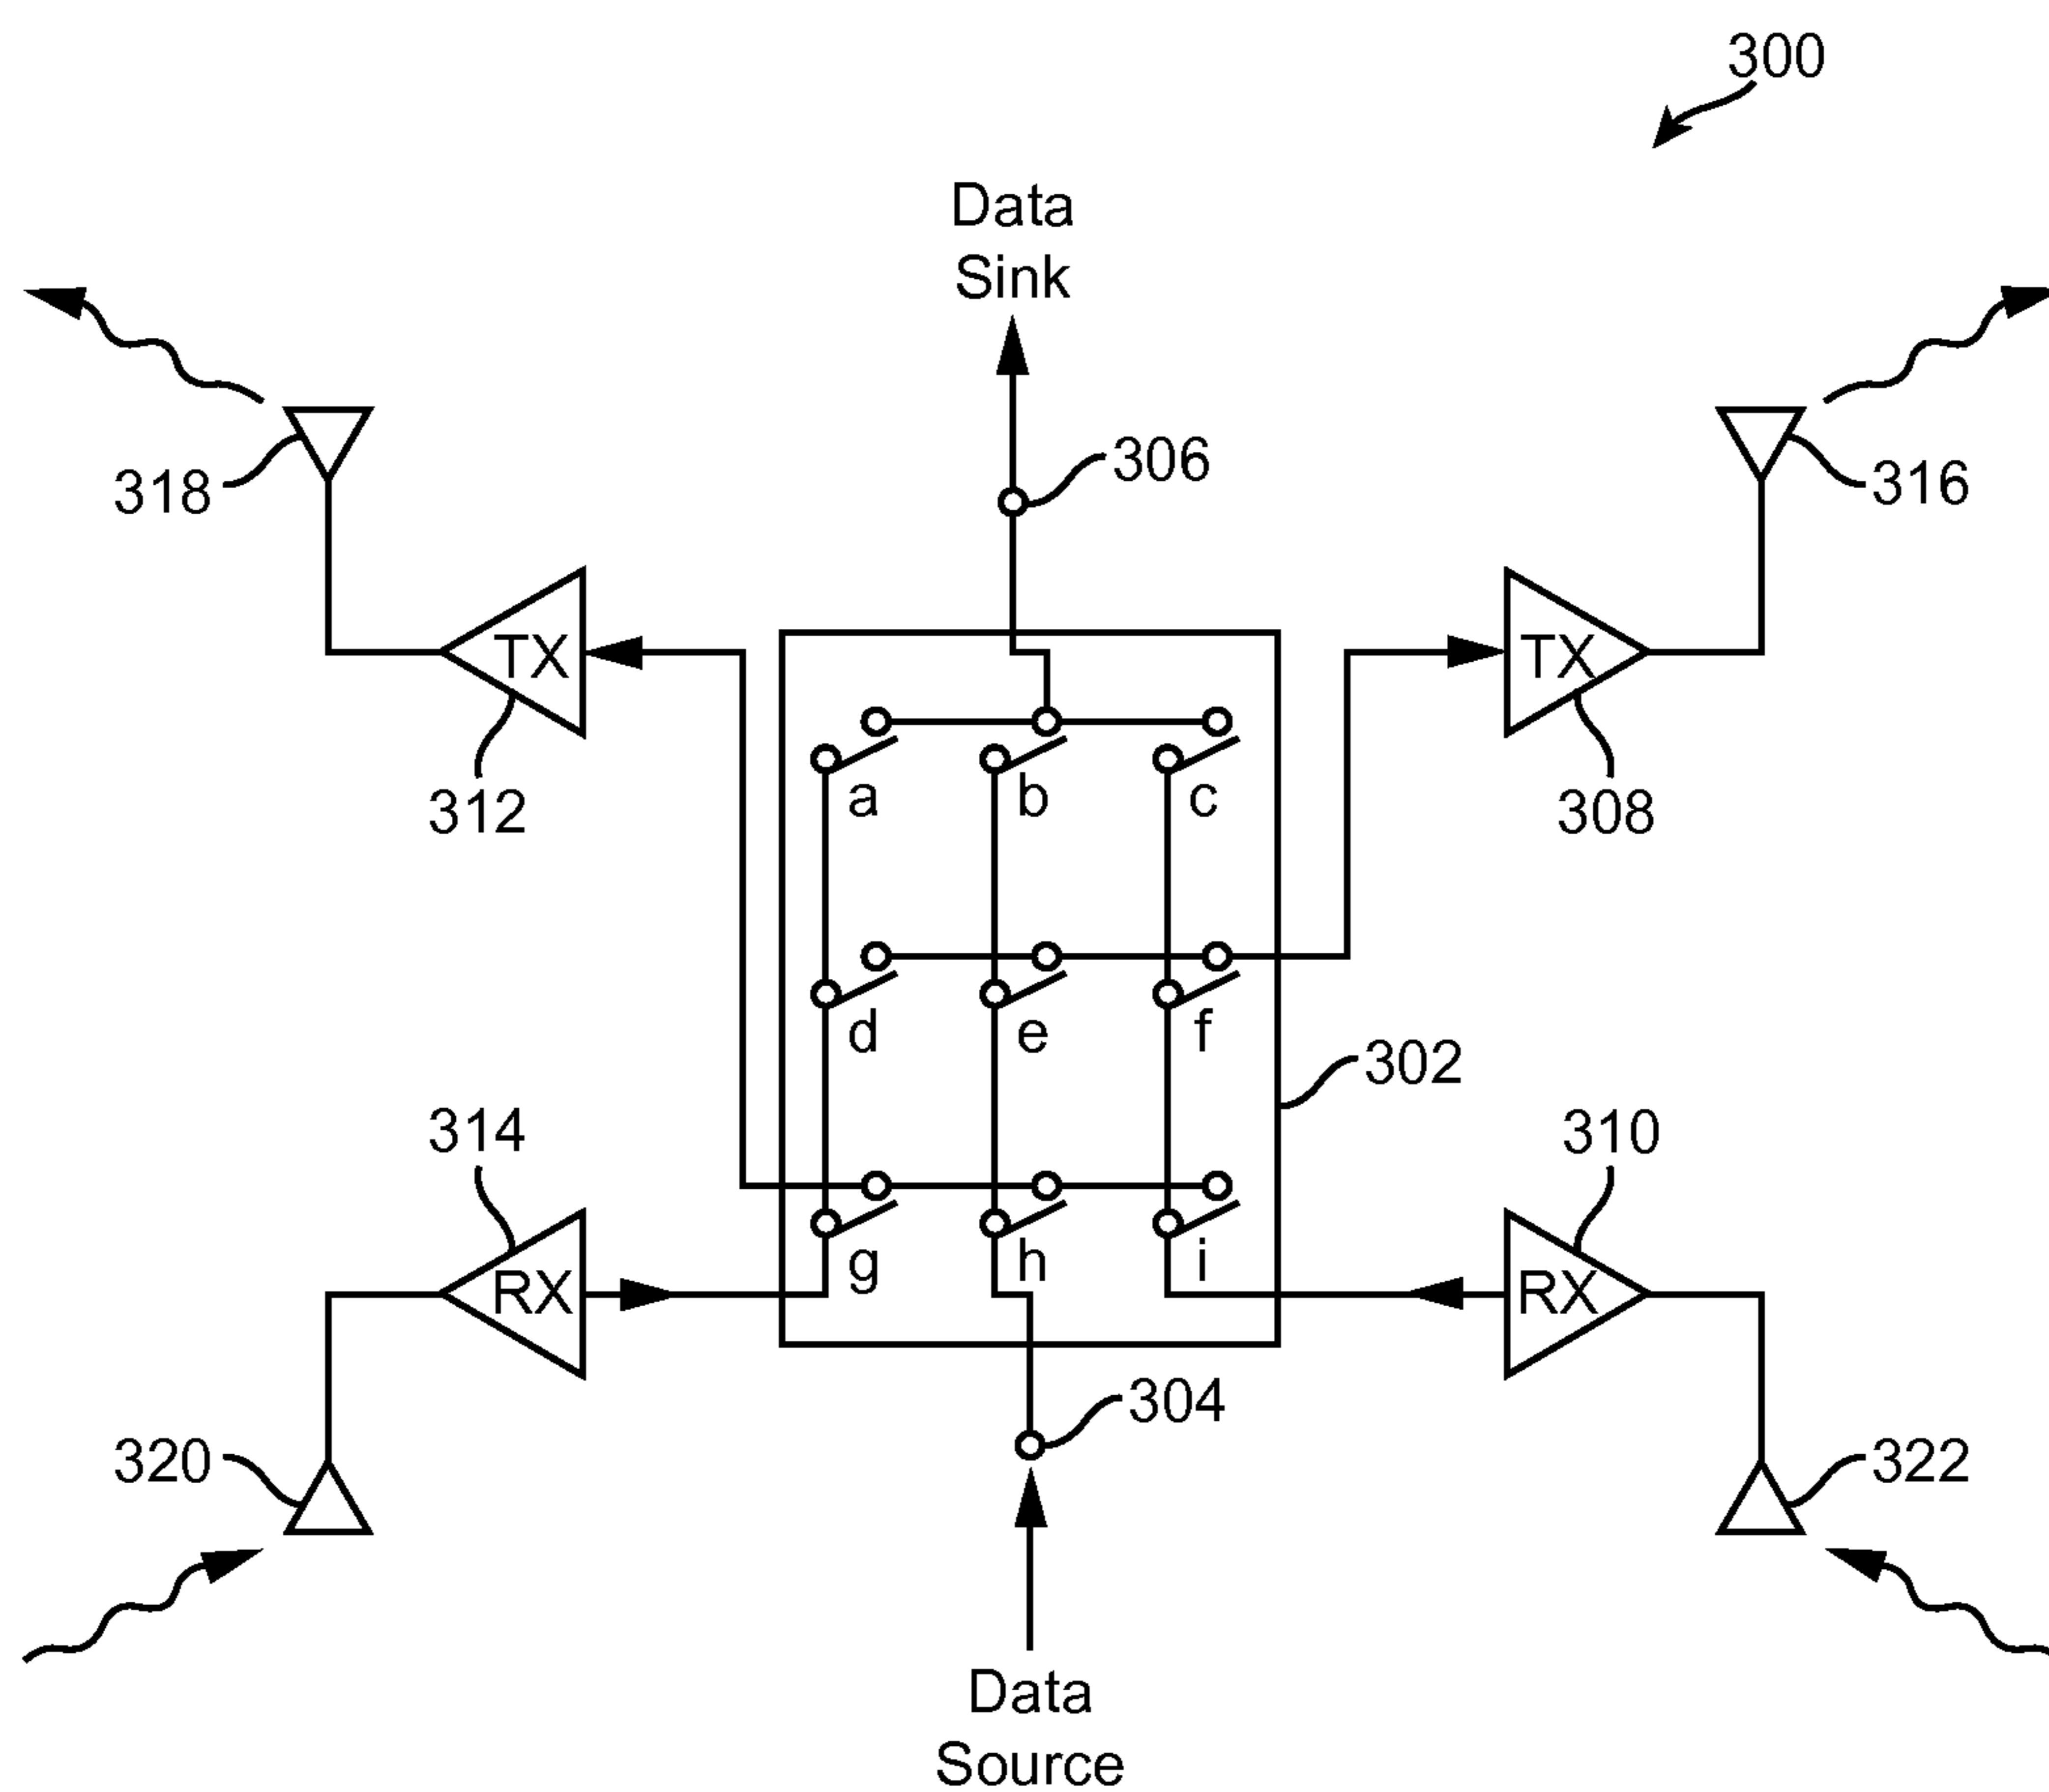 300
Data
Sink
306
318
316
TX
TX
312
308
a
b
c
d
e
f
302
314
310
g
h
i
RX
RX
304
320
322
Data
Source